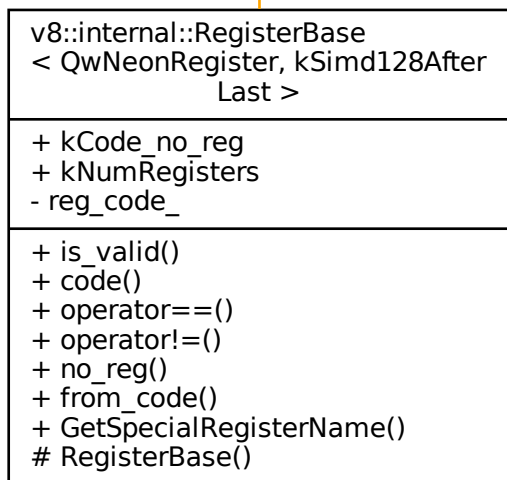 v8::internal::RegisterBase
< QwNeonRegister, kSimd128After
Last >
+ kCode_no_reg
+ kNumRegisters
- reg_code_
+ is_valid()
+ code()
+ operator==()
+ operator!=()
+ no_reg()
+ from_code()
+ GetSpecialRegisterName()
# RegisterBase()